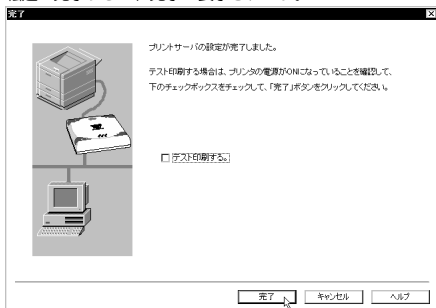 完了
プリントサーバの設定が完了しました。
テスト印刷する場合は、プリンタの電源がONになっていることを確認して、
下のチェックボックスをチェックして、「完了」ボタンをクリックしてください。
テスト印刷する。
完了
キャンセル
ヘルプ